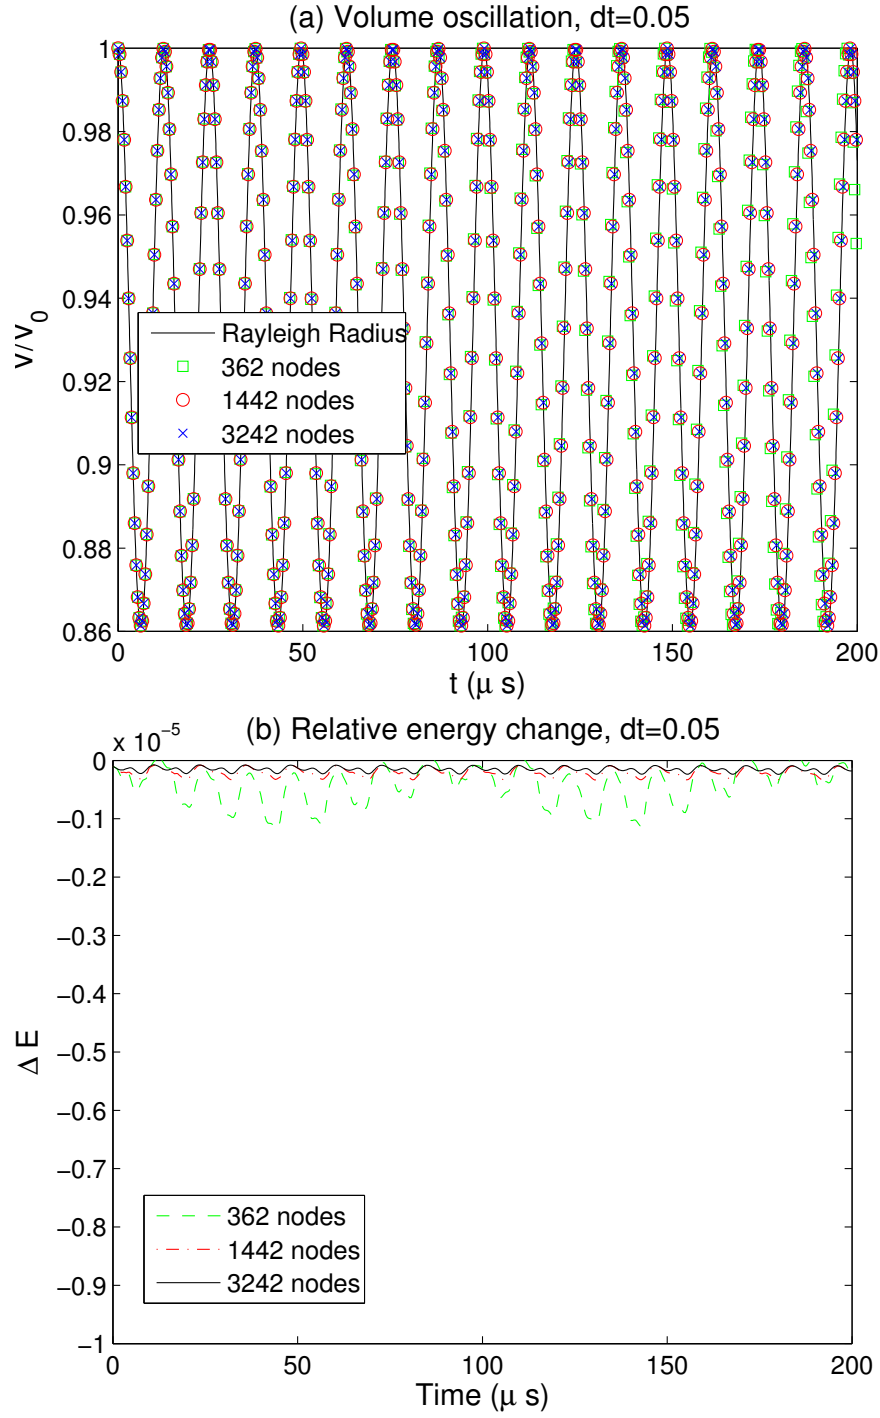 (a) Volume oscillation, dt=0.05
1
0.98
0.96
0.94
0.92
0.9
0.88
0.86
v/v0
Rayleigh Radius
362 nodes
1442 nodes
3242 nodes
0 50 100 150 200
t (μ s)
(b) Relative energy change, dt=0.05
x 10−5
0
−0.1
−0.2
−0.3
−0.4
−0.5
−0.6
−0.7
−0.8
−0.9
−1
Δ E
362 nodes
1442 nodes
3242 nodes
0 50 100 150 200
Time (μ s)